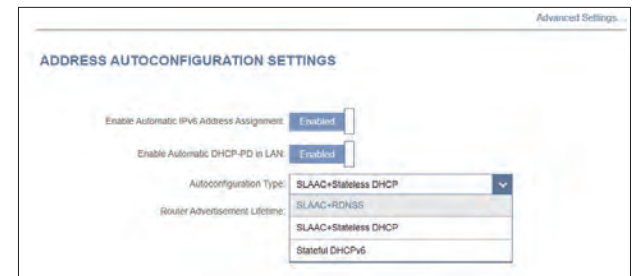 Advanced Settings...
ADDRESS AUTOCONFIGURATION SETTINGS
Enable Automatic IPv6 Address Assignment: Enabled
Enable Automatic DHCP-PD in LAN: Enabled
Autoconfiguration Type: SLAAC+Stateless DHCP
Router Advertisement Lifetime: SLAAC+RDNSS
SLAAC+Stateless DHCP
Stateful DHCPv6